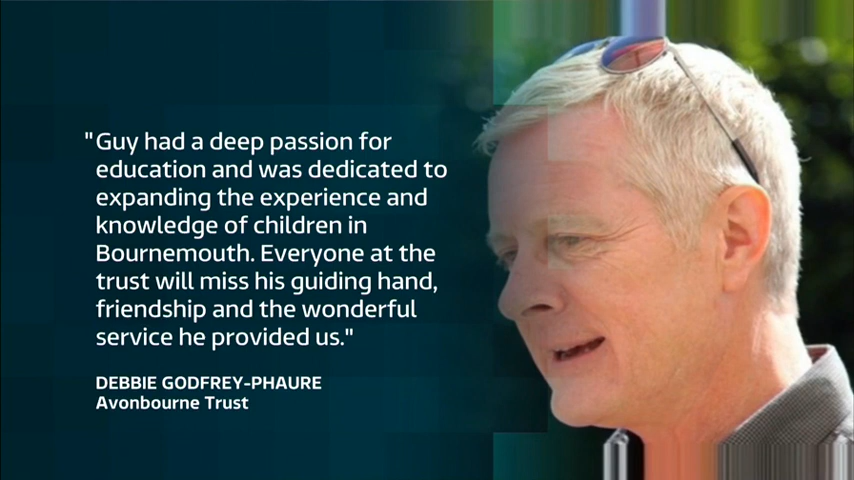 "Guy had a deep passion for
education and was dedicated to
expanding the experience and
knowledge of children in
Bournemouth. Everyone at the
trust will miss his guiding hand,
friendship and the wonderful
service he provided us."
DEBBIE GODFREY-PHAURE
Avonbourne Trust